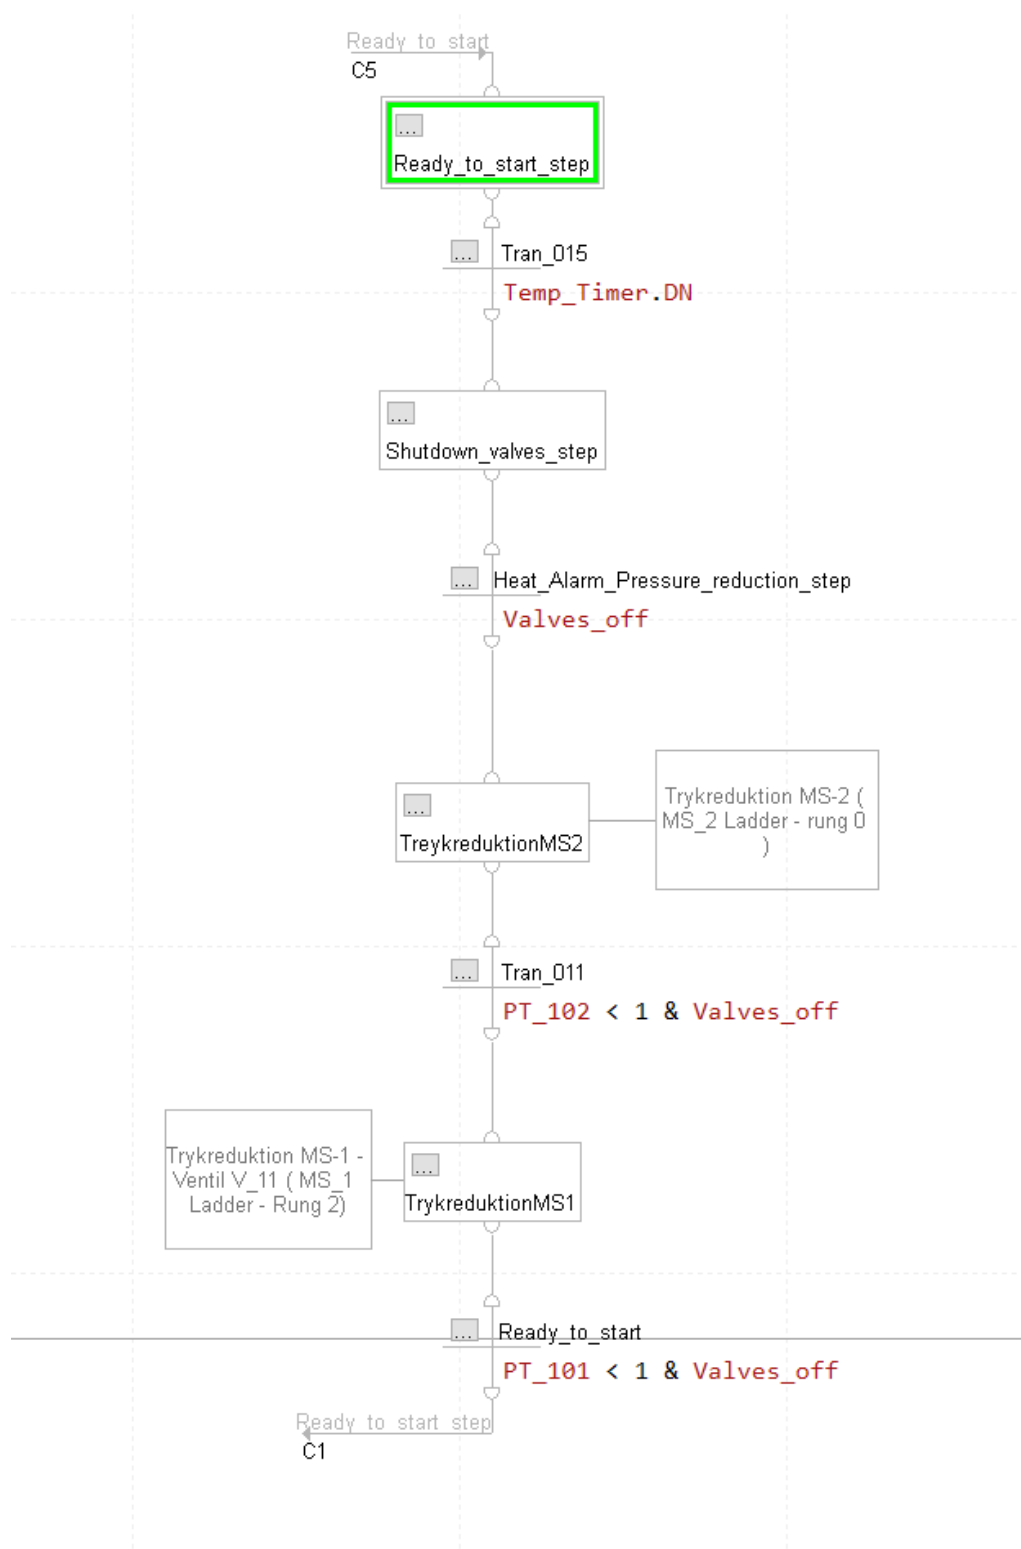 Ready_to_start
C5
...
Ready_to_start_step
... Tran_015
Temp_Timer.DN
...
Shutdown_valves_step
... Heat_Alarm_Pressure_reduction_step
Valves_off
...
TreykreduktionMS2
Trykreduktion MS-2 (
MS_2 Ladder - rung 0
)
... Tran_011
PT_102 < 1 & Valves_off
Trykreduktion MS-1 -
Ventil V_11 ( MS_1
Ladder - Rung 2)
...
TrykreduktionMS1
... Ready_to_start
PT_101 < 1 & Valves_off
Ready_to_start_step
C1